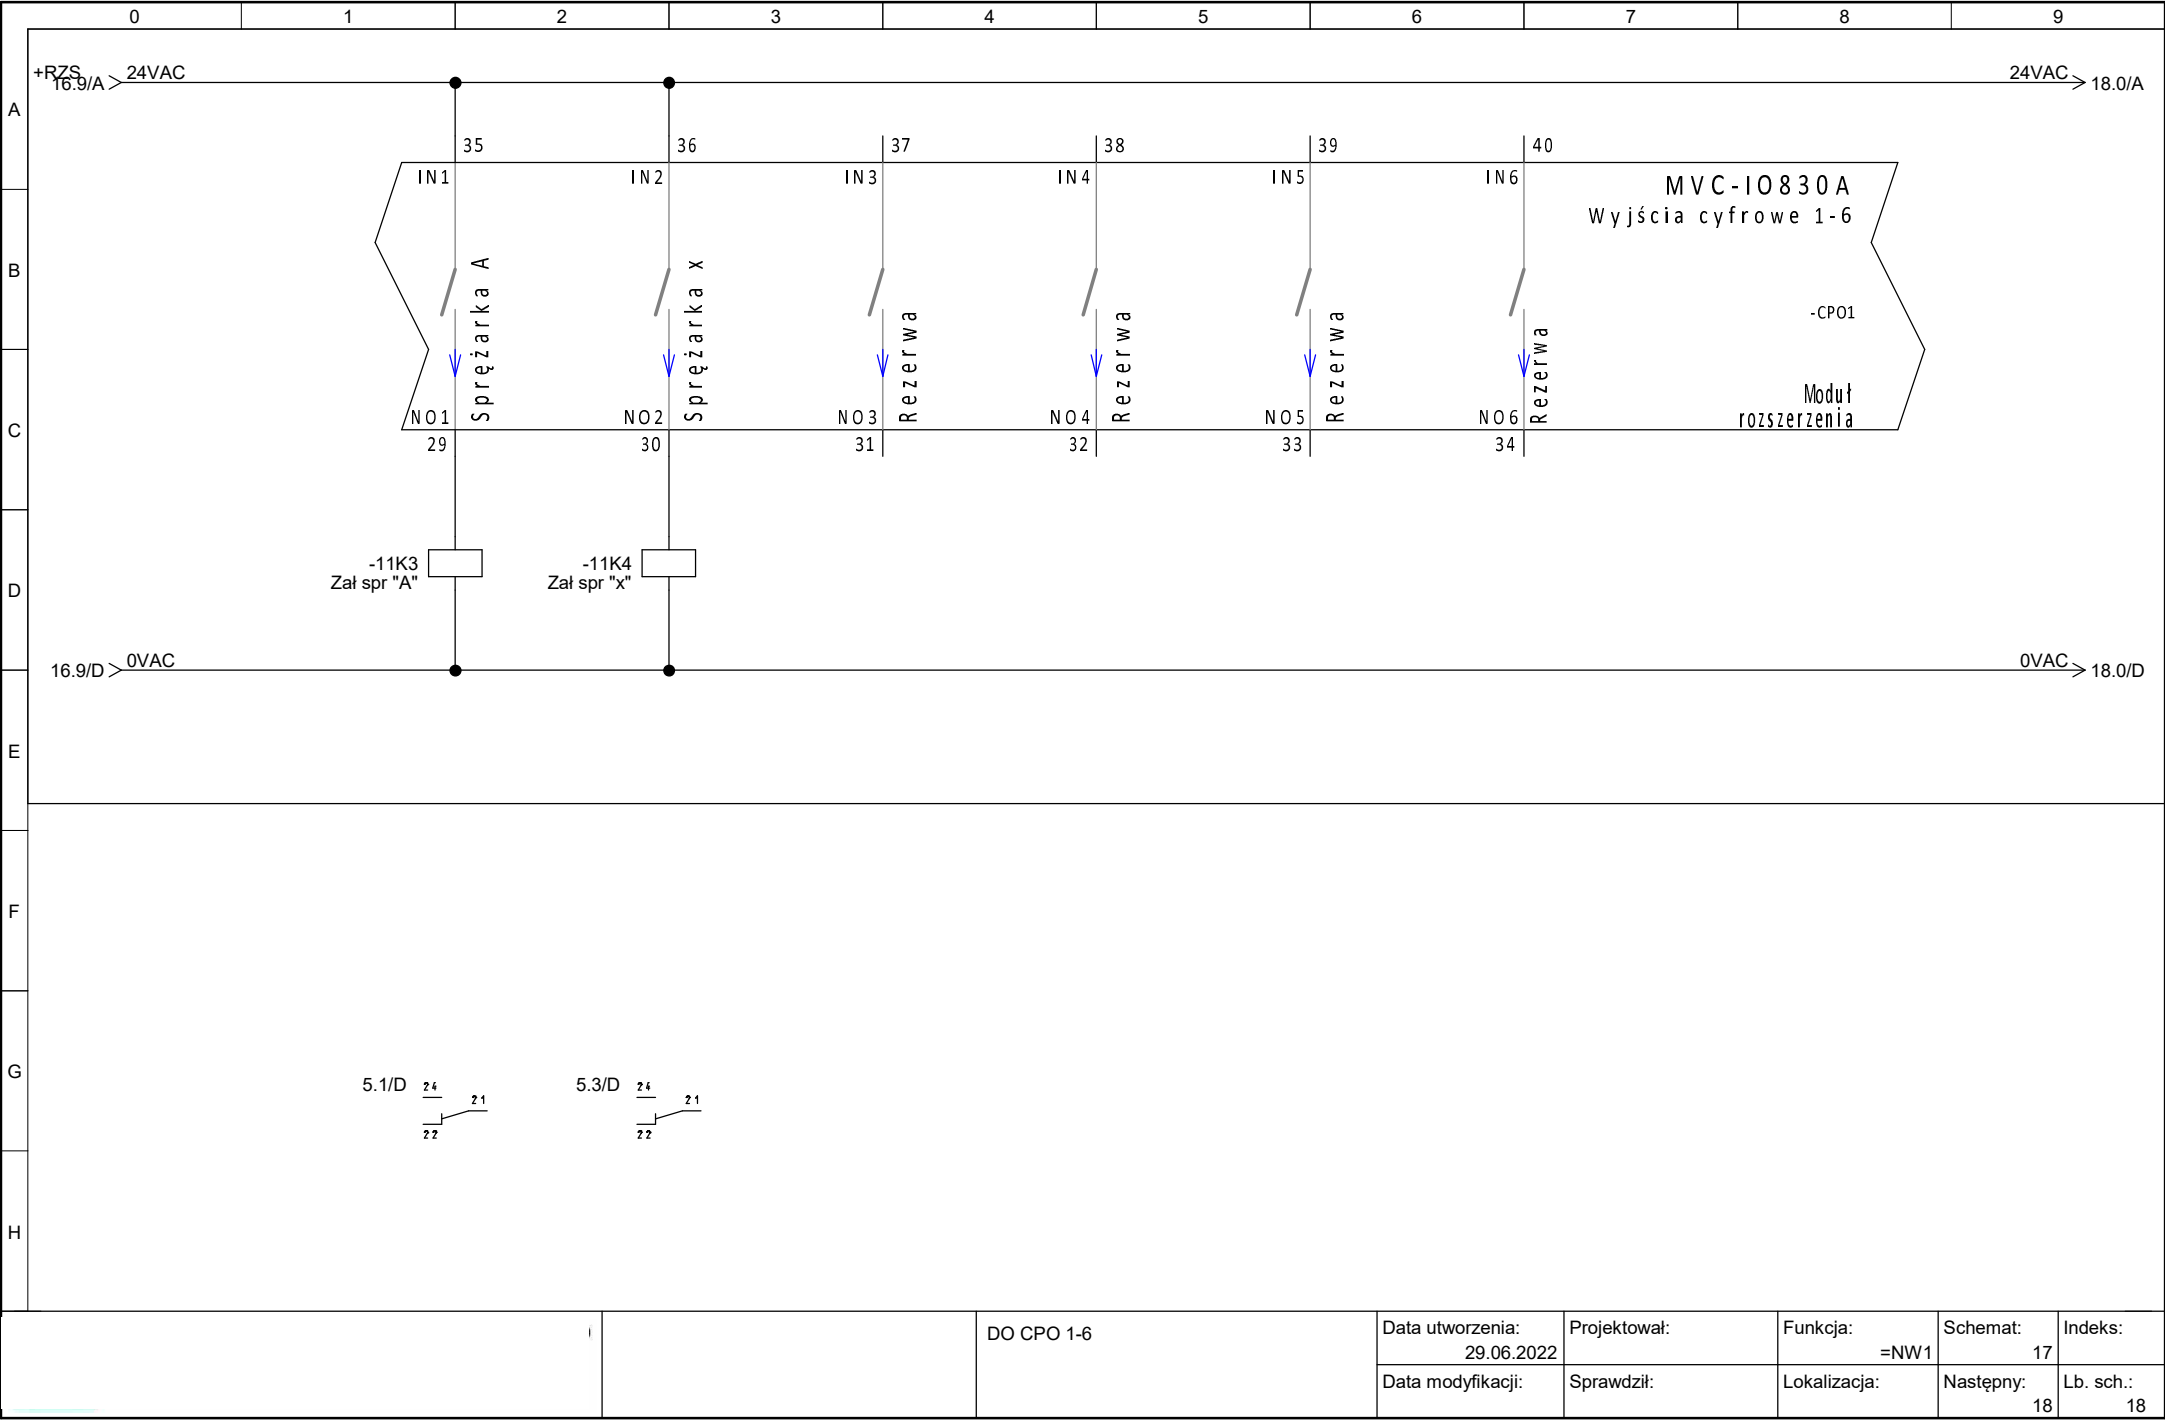 0 1 2 3 4 5 6 7 8 9
+RZS
16.9/A 24VAC 24VAC 18.0/A
A
35 36 37 38 39 40
IN1 IN2 IN3 IN4 IN5 IN6
MVC-IO830A
Wyjścia cyfrowe 1-6
B
Sprężarka A
Sprężarka x
Rezerwa
Rezerwa
Rezerwa
Rezerwa
-CPO1
Moduł
rozszerzenia
C
NO1 NO2 NO3 NO4 NO5 NO6
29 30 31 32 33 34
-11K3
Zał spr "A"
-11K4
Zał spr "x"
D
16.9/D 0VAC 0VAC 18.0/D
E
F
G
5.1/D 24 21 22
5.3/D 24 21 22
H
DO CPO 1-6
Data utworzenia: 29.06.2022
Projektował:
Funkcja: =NW1
Schemat: 17
Indeks:
Data modyfikacji:
Sprawdził:
Lokalizacja:
Następny: 18
Lb. sch.: 18